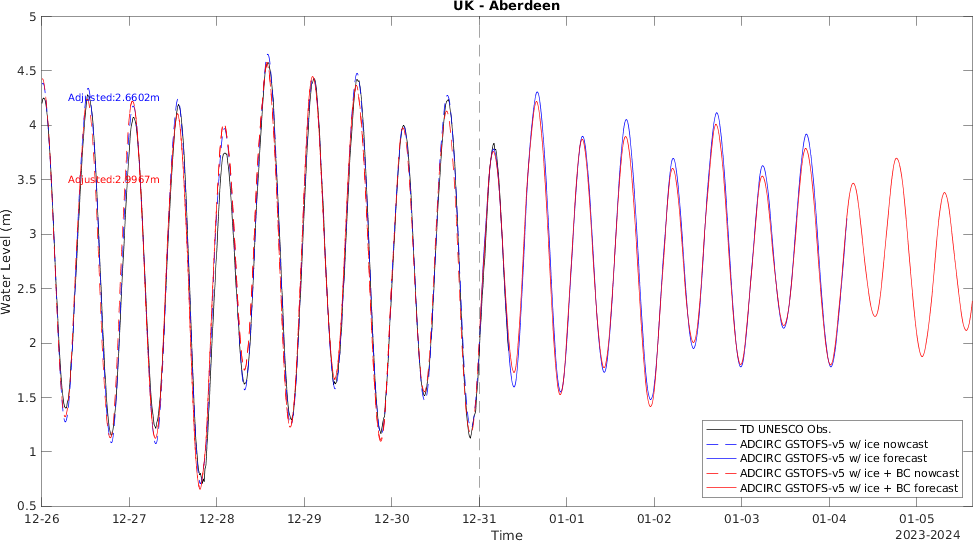 UK - Aberdeen
5
4.5
4
3.5
3
2.5
2
1.5
1
0.5
Water Level (m)
Adjusted:2.6602m
Adjusted:2.9967m
TD UNESCO Obs.
ADCIRC GSTOFS-v5 w/ ice nowcast
ADCIRC GSTOFS-v5 w/ ice forecast
ADCIRC GSTOFS-v5 w/ ice + BC nowcast
ADCIRC GSTOFS-v5 w/ ice + BC forecast
12-26 12-27 12-28 12-29 12-30 12-31 01-01 01-02 01-03 01-04 01-05
Time
2023-2024